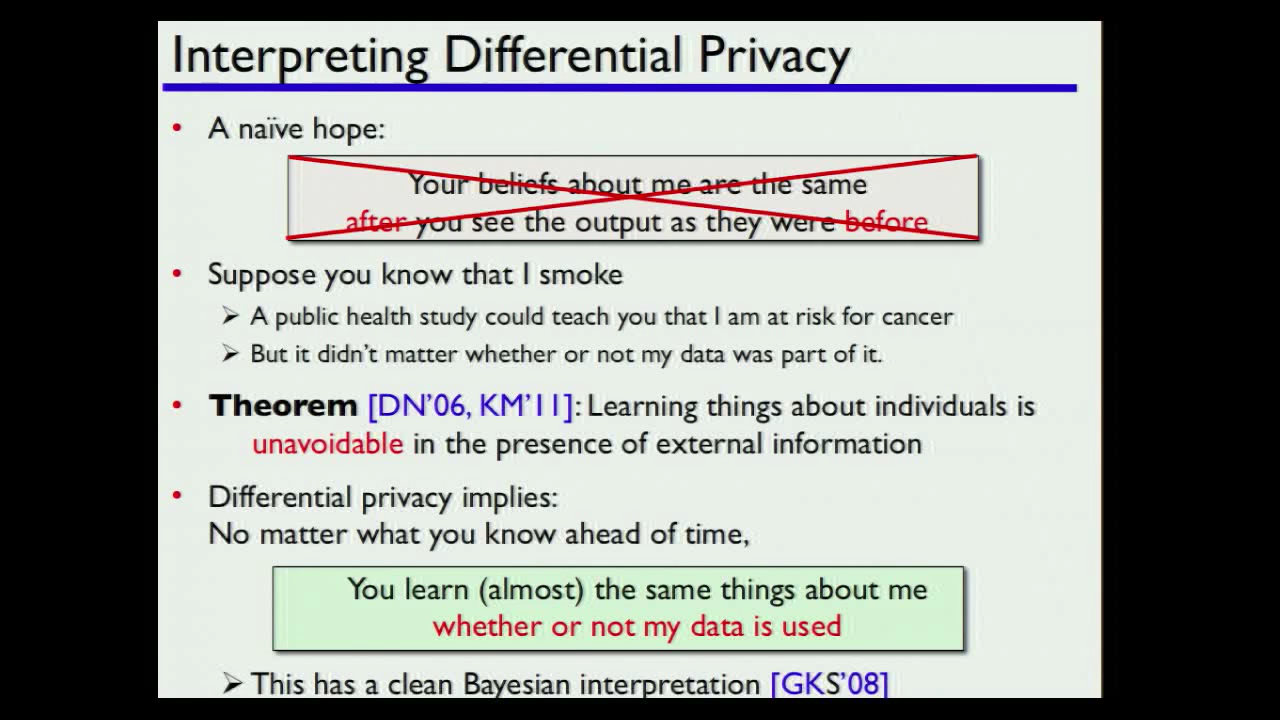 Interpreting Differential Privacy
• A naïve hope:
Your beliefs about me are the same
after you see the output as they were before
• Suppose you know that I smoke
➢ A public health study could teach you that I am at risk for cancer
➢ But it didn't matter whether or not my data was part of it.
• Theorem [DN'06, KM'11]: Learning things about individuals is
unavoidable in the presence of external information
• Differential privacy implies:
No matter what you know ahead of time,
You learn (almost) the same things about me
whether or not my data is used
➢ This has a clean Bayesian interpretation [GKS'08]